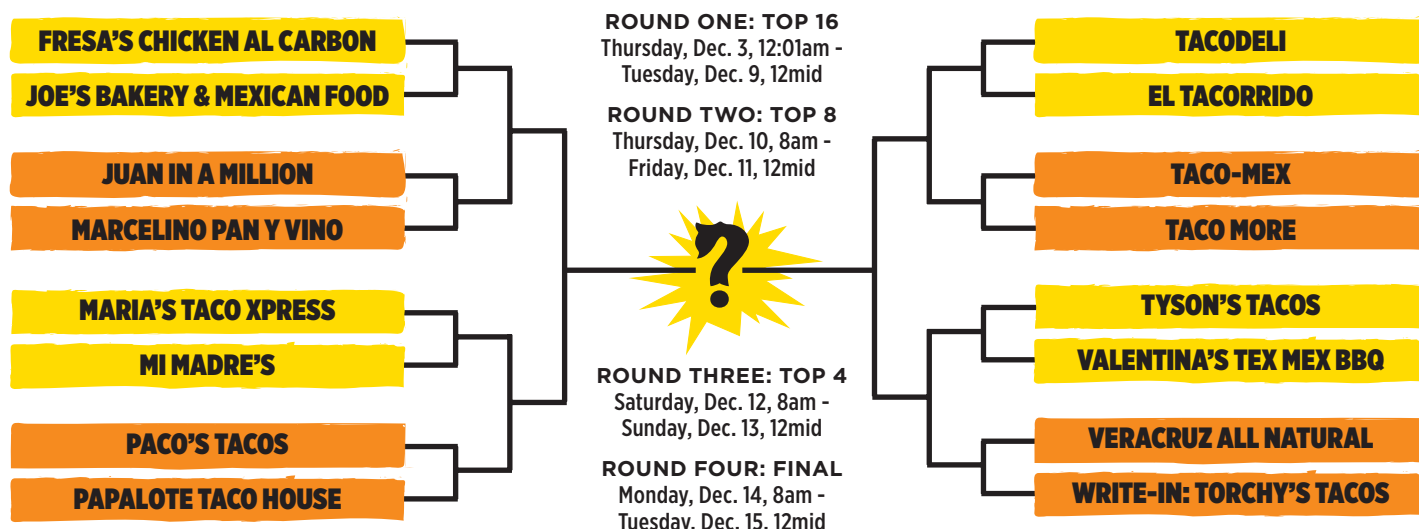 FRESA'S CHICKEN AL CARBON
JOE'S BAKERY & MEXICAN FOOD
JUAN IN A MILLION
MARCELINO PAN Y VINO
MARIA'S TACO XPRESS
MI MADRE'S
PACO'S TACOS
PAPALOTE TACO HOUSE
ROUND ONE: TOP 16
Thursday, Dec. 3, 12:01am -
Tuesday, Dec. 9, 12mid
ROUND TWO: TOP 8
Thursday, Dec. 10, 8am -
Friday, Dec. 11, 12mid
?
ROUND THREE: TOP 4
Saturday, Dec. 12, 8am -
Sunday, Dec. 13, 12mid
ROUND FOUR: FINAL
Monday, Dec. 14, 8am -
Tuesday, Dec. 15, 12mid
TACODELI
EL TACORRIDO
TACO-MEX
TACO MORE
TYSON'S TACOS
VALENTINA'S TEX MEX BBQ
VERACRUZ ALL NATURAL
WRITE-IN: TORCHY'S TACOS